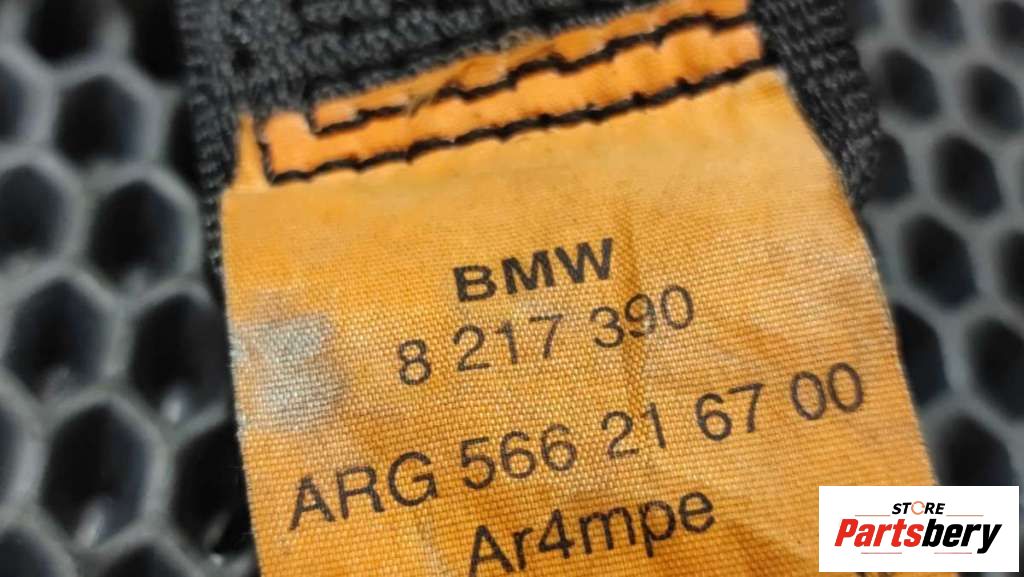 BMW
8 217 390
ARG 566 21 67 00
Ar4mpe
STORE
Partsbery